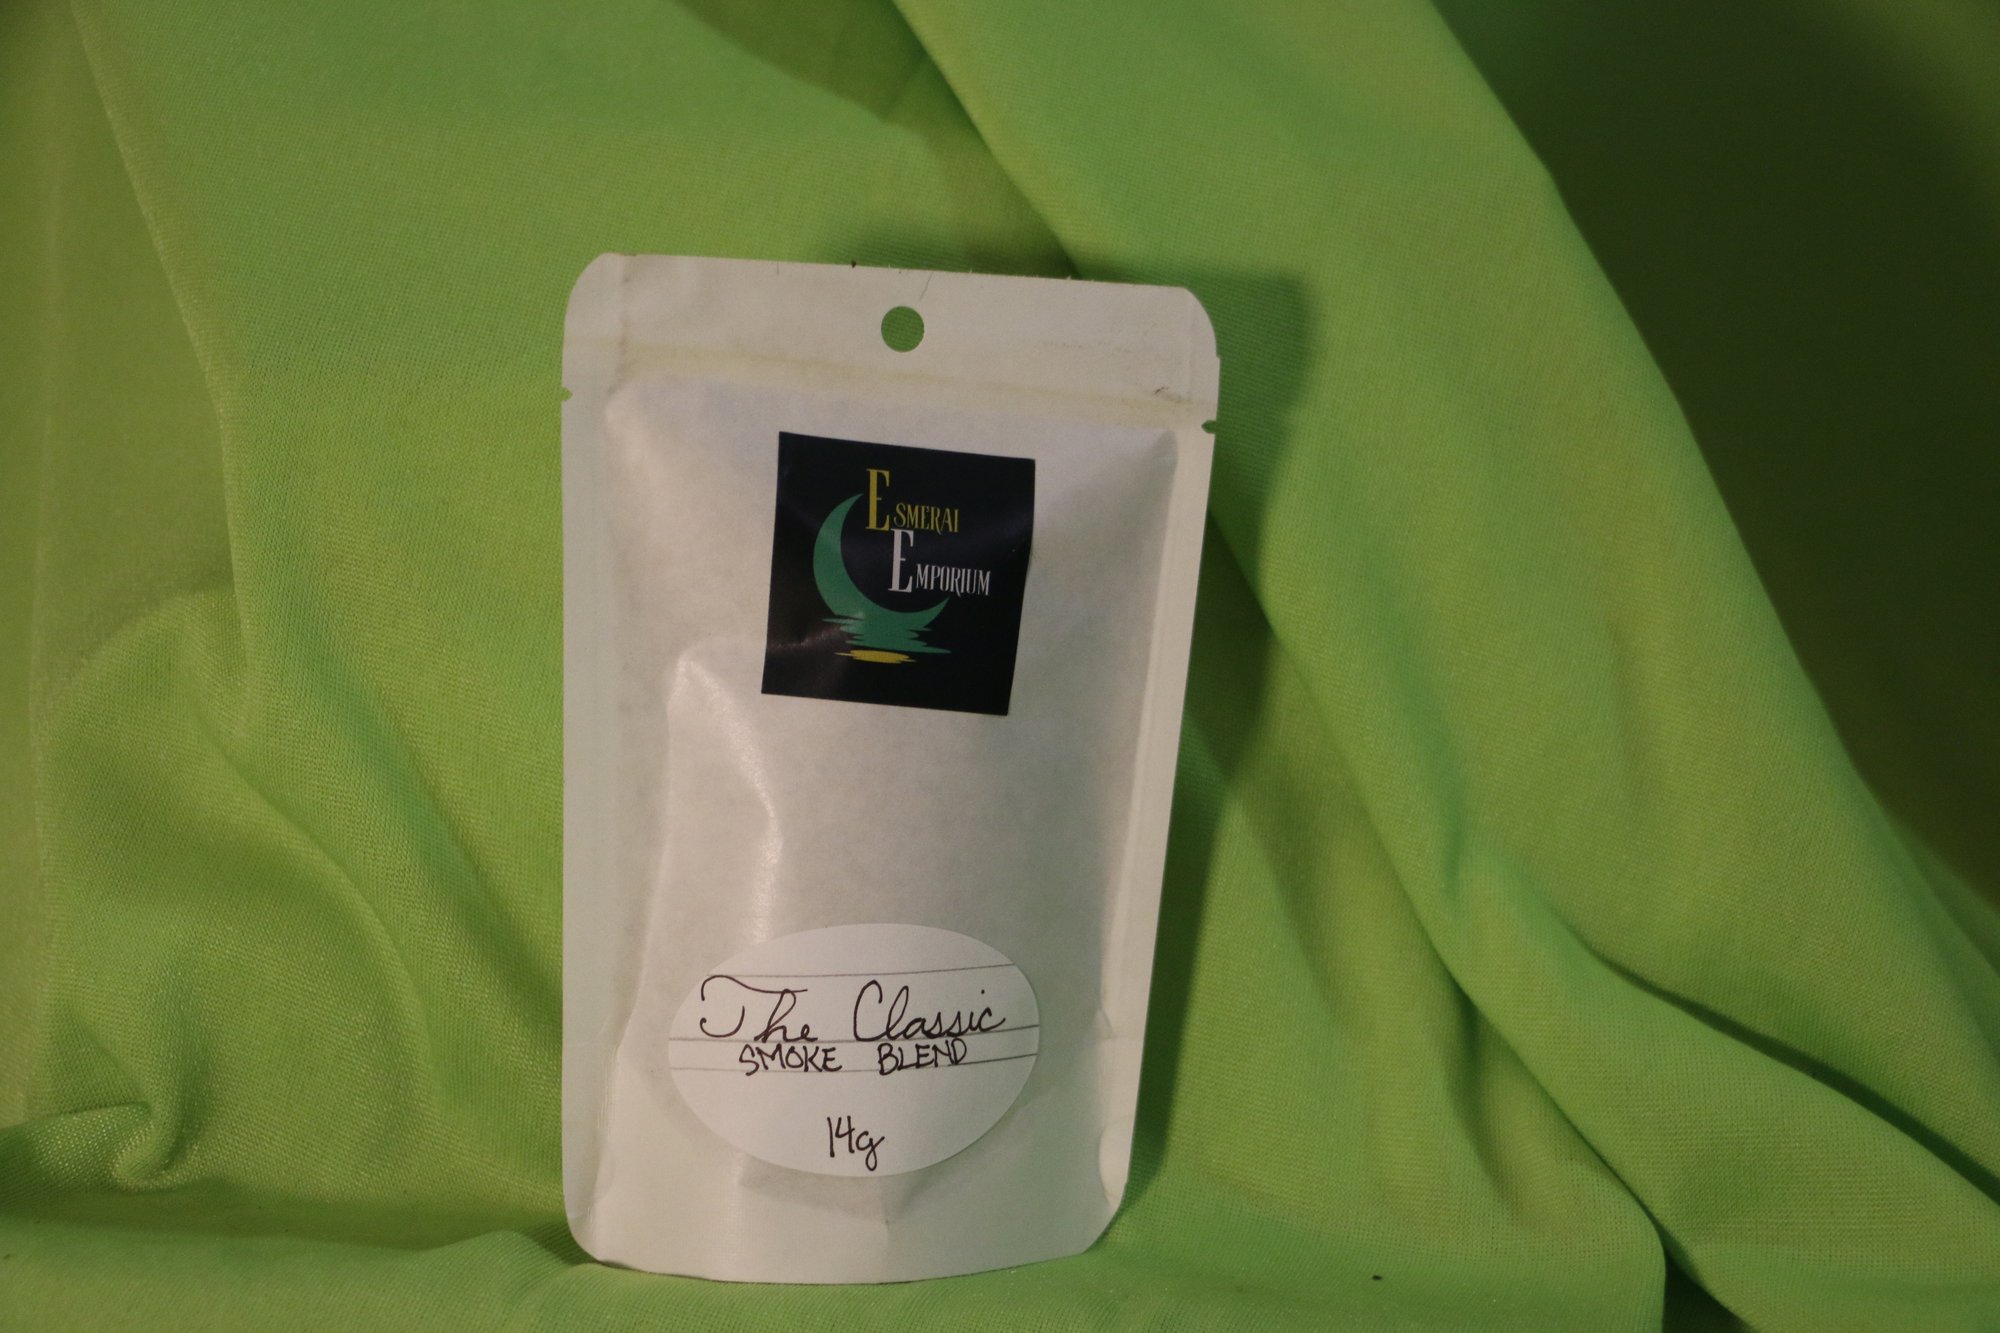 Esmerai
Emporium
The Classic
SMOKE BLEND
14g